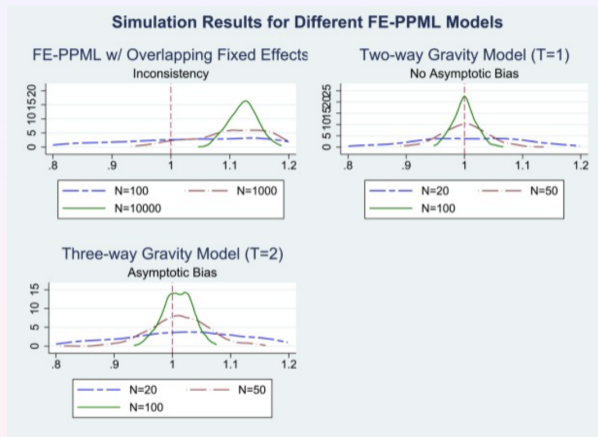 Simulation Results for Different FE-PPML Models
FE-PPML w/ Overlapping Fixed Effects
Inconsistency
0 5 10 15 20
.8 .9 1 1.1 1.2
N=100 N=1000
N=10000
Two-way Gravity Model (T=1)
No Asymptotic Bias
0 5 10 15 20 25
.8 .9 1 1.1 1.2
N=20 N=50
N=100
Three-way Gravity Model (T=2)
Asymptotic Bias
0 5 10 15
.8 .9 1 1.1 1.2
N=20 N=50
N=100